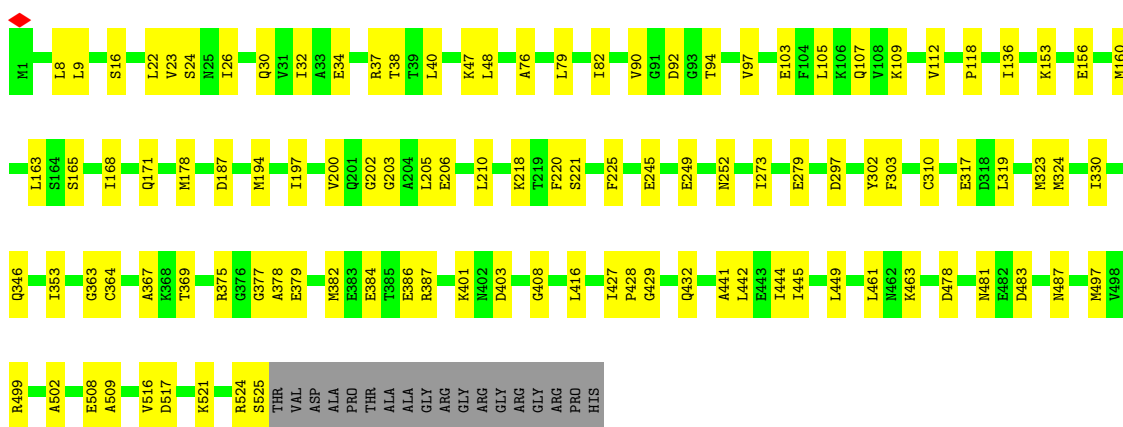 M1 L8 L9 S16 L22 V23 S24 N25 I26 Q30 V31 I32 A33 E34 R37 T38 T39 L40 K47 L48 A76 L79 I82 V90 G91 D92 G93 T94 V97 E103 F104 L105 K106 Q107 V108 K109 V112 P118 I136 K153 E156 M160
L163 S164 S165 I168 Q171 M178 D187 M194 I197 V200 Q201 G202 G203 A204 L205 E206 L210 K218 T219 F220 S221 F225 E245 E249 N252 I273 E279 D297 Y302 F303 C310 E317 D318 L319 M323 M324 I330
Q346 I353 G363 C364 A367 K368 T369 R375 G376 G377 A378 E379 M382 E383 E384 T385 E386 R387 K401 N402 D403 G408 L416 I427 P428 G429 Q432 A441 L442 E443 I444 I445 L449 L461 N462 K463 D478 N481 E482 D483 N487 M497 V498
R499 A502 E508 A509 V516 D517 K521 R524 S525 THR VAL ASP ALA PRO THR ALA ALA GLY ARG GLY ARG GLY ARG GLY ARG PRO HIS